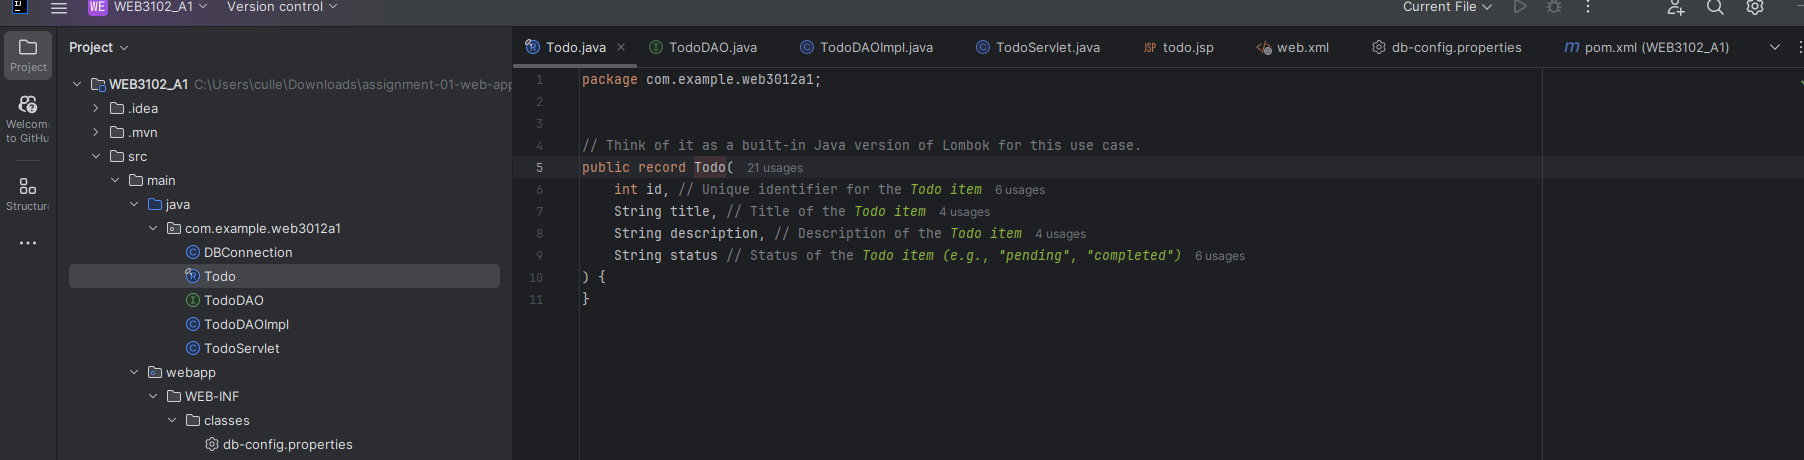 WE WEB3102_A1 Version control Current File
Project
Project
Welcom
to GitHu
Structure
WEB3102_A1 C:\Users\culle\Downloads\assignment-01-web-app
.idea
.mvn
src
main
java
com.example.web3012a1
DBConnection
Todo
TodoDAO
TodoDAOImpl
TodoServlet
webapp
WEB-INF
classes
db-config.properties
Todo.java TodoDAO.java TodoDAOImpl.java TodoServlet.java JSP todo.jsp web.xml db-config.properties m pom.xml (WEB3102_A1)
1 package com.example.web3012a1;
2
3
4 // Think of it as a built-in Java version of Lombok for this use case.
5 public record Todo( 21 usages
6 int id, // Unique identifier for the Todo item 6 usages
7 String title, // Title of the Todo item 4 usages
8 String description, // Description of the Todo item 4 usages
9 String status // Status of the Todo item (e.g., "pending", "completed") 6 usages
10 ) {
11 }